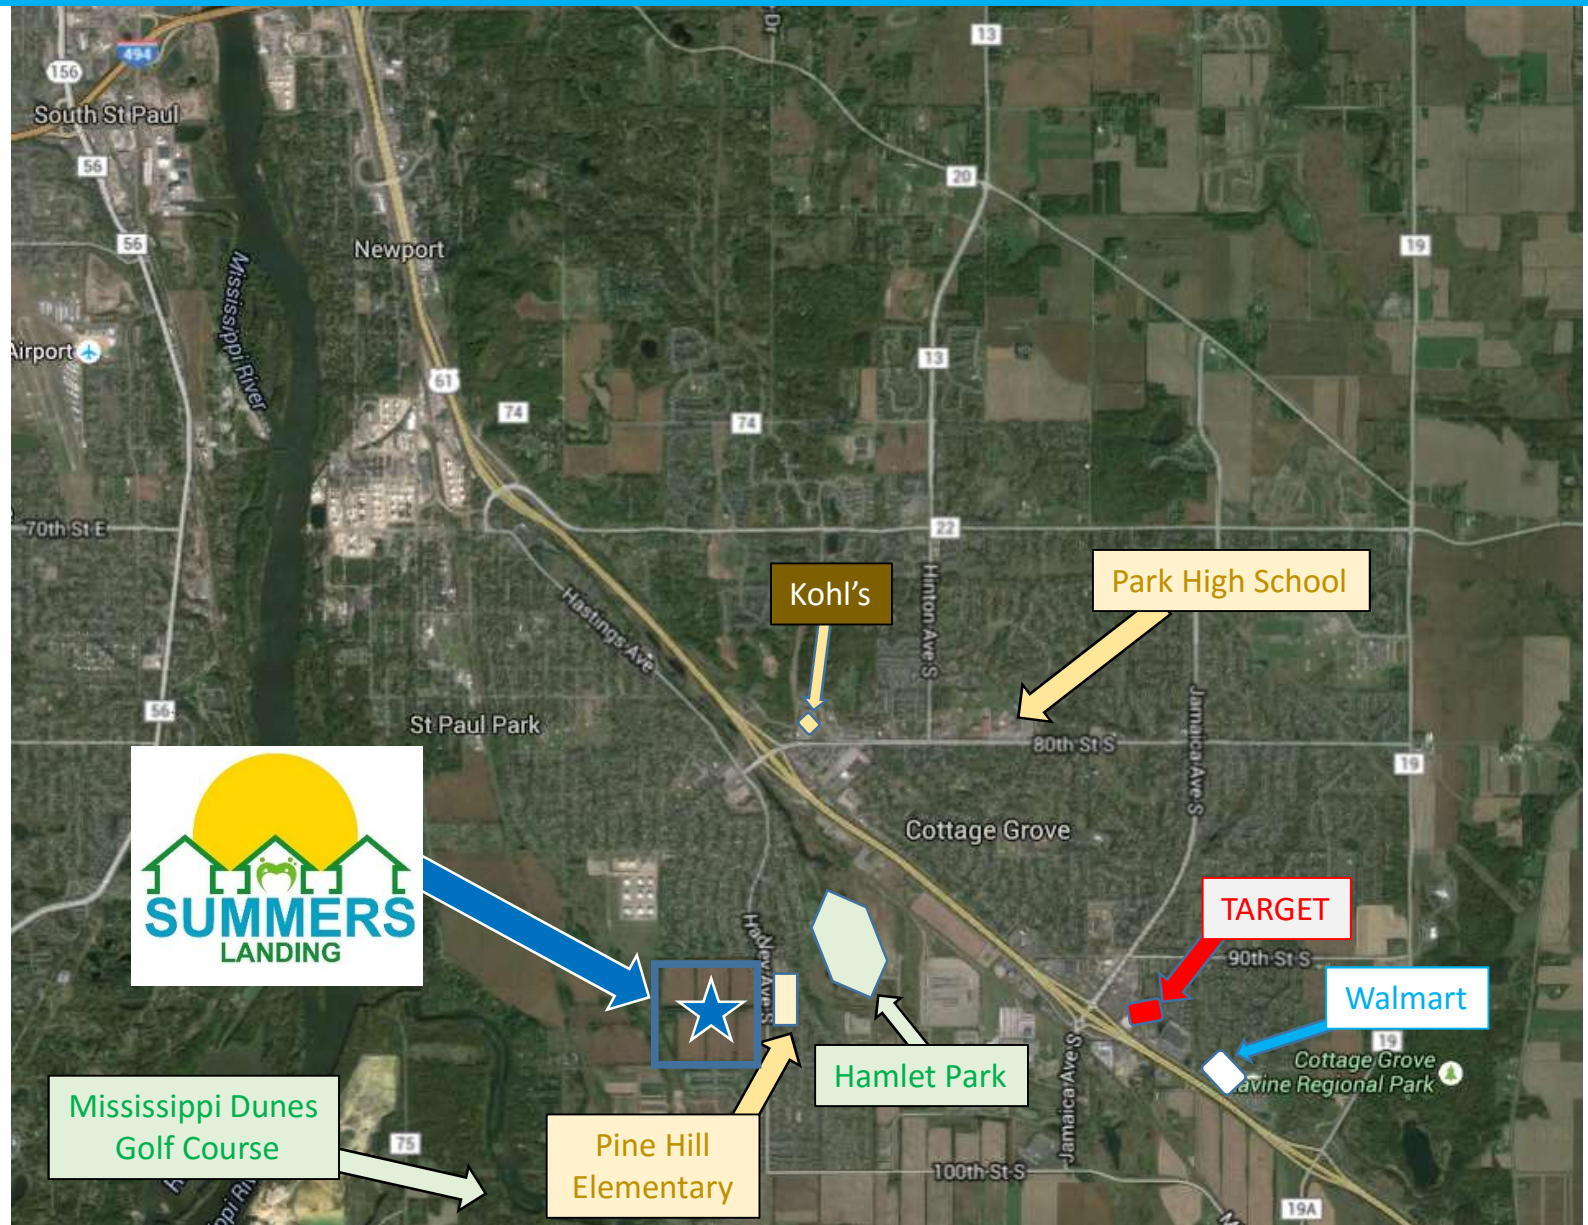 Dr
13
494
156
South St Paul
56
20
56
19
Newport
Mississippi River
Airport
13
61
74
74
70th St E
22
Kohl's
Park High School
Hinton Ave S
Hastings Ave
56
St Paul Park
Jamaica Ave S
80th St S
19
Cottage Grove
SUMMERS
LANDING
TARGET
90th St S
Hadley Ave S
Walmart
19
Hamlet Park
Cottage Grove
Ravine Regional Park
Jamaica Ave S
Mississippi Dunes
Golf Course
75
Pine Hill
Elementary
100th St S
19A